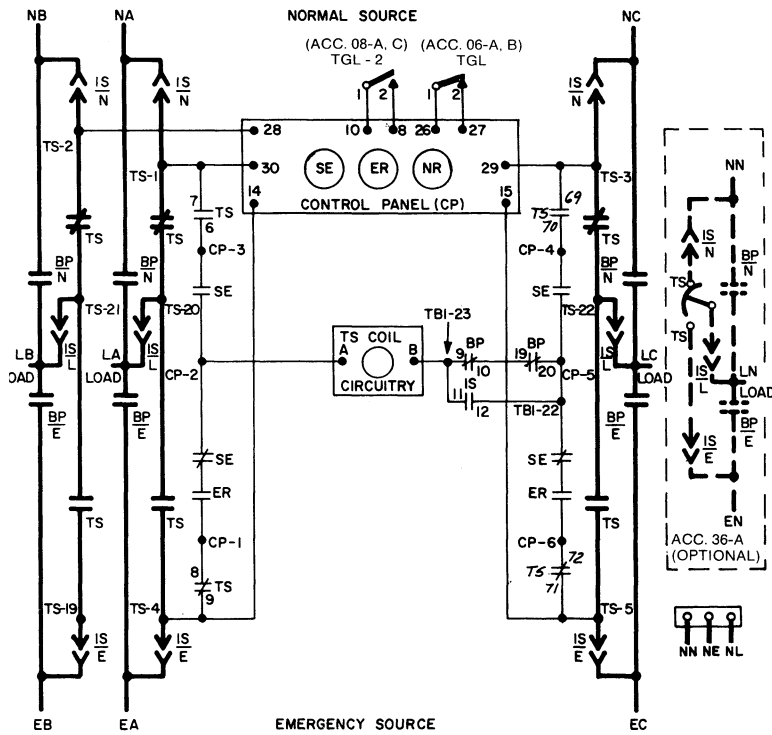 NB NA NORMAL SOURCE NC
(ACC. 08-A, C) (ACC. 06-A, B)
TGL - 2 TGL
IS/N IS/N 1 2 1 2 IS/N
10 8 26 27
TS-2 28
TS-1 30 SE ER NR 29 TS-3
14 15
CONTROL PANEL (CP)
7 TS 6 TS 69 70
TS TS TS
CP-3 CP-4
BP/N BP/N BP/N
SE SE
TS-21 TS-20 TS-22
TBI-23
IS/L IS/L IS/L
LB LA LC
LOAD LOAD LOAD
CP-2 A TS COIL B 9 BP 10 19 BP 20 CP-5
CIRCUITRY
11 IS 12 TBI-22
BP/E BP/E BP/E
SE SE
ER ER
TS TS TS
CP-1 CP-6
8 TS 9 TS 72 71
TS-19 TS-4 TS-5
IS/E IS/E IS/E
EB EA EMERGENCY SOURCE EC
NN
IS/N
BP/N
TS
TS
IS/L
LN
LOAD
BP/E
IS/E
EN
ACC. 36-A
(OPTIONAL)
NN NE NL